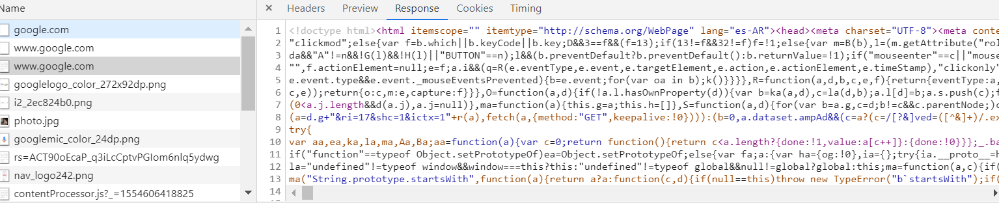 Name
google.com
www.google.com
www.google.com
googlelogo_color_272x92dp.png
i2_2ec824b0.png
photo.jpg
googlemic_color_24dp.png
rs=ACT90oEcaP_q3iLcCptvPGIom6nlq5ydwg
nav_logo242.png
contentProcessor.js?_=1554606418825
× Headers Preview Response Cookies Timing
1 <!doctype html><html itemscope="" itemtype="http://schema.org/WebPage" lang="es-AR"><head><meta charset="UTF-8"><meta conte
2 "clickmod";else{var f=b.which||b.keyCode||b.key;D&&3==f&&(f=13);if(13!=f&&32!=f)f=!1;else{var m=B(b),l=(m.getAttribute("rol
3 da&&"A"!=n&&!G(l)&&!H(l)||"BUTTON"==n);l&&(b.preventDefault?b.preventDefault():b.returnValue=!1);if("mouseenter"==c||"mouse
4 "",f.actionElement=null;e=f;a.i&&(q=R(e.eventType,e.event,e.targetElement,e.action,e.actionElement,e.timeStamp),"clickonly"
5 e.event.type&&e.event._mouseEventsPrevented){b=e.event;for(var oa in b);k()}}}},R=function(a,d,b,c,e,f){return{eventType:a,
6 c,e));return{o:c,m:e,capture:f}}},O=function(a,d){if(!a.l.hasOwnProperty(d)){var b=ka(a,d),c=la(d,b);a.l[d]=b;a.s.push(c);f
7 (0<a.j.length&&d(a.j),a.j=null)},ma=function(a){this.g=a;this.h=[]},S=function(a,d){for(var b=a.g,c=d;b!=c&&c.parentNode;)c
8 (a=d.g+"&ri=17&shc=1&ictx=1"+r(a),fetch(a,{method:"GET",keepalive:!0}))):(b=0,a.dataset.ampAd&&(c=a?(c=/[?&]ved=([^&]+)/.ex
9 try{
10 var aa,ea,ka,la,ma,Aa,Ba;aa=function(a){var c=0;return function(){return c<a.length?{done:!1,value:a[c++]}:{done:!0}}};_.ba
11 if("function"==typeof Object.setPrototypeOf)ea=Object.setPrototypeOf;else{var fa;a:{var ha={og:!0},ia={};try{ia.__proto__=h
12 la="undefined"!=typeof window&&window===this?this:"undefined"!=typeof global&&null!=global?global:this;ma=function(a,c){if(
13 ma("String.prototype.startsWith",function(a){return a?a:function(c,d){if(null==this)throw new TypeError("b`startsWith");if(
14